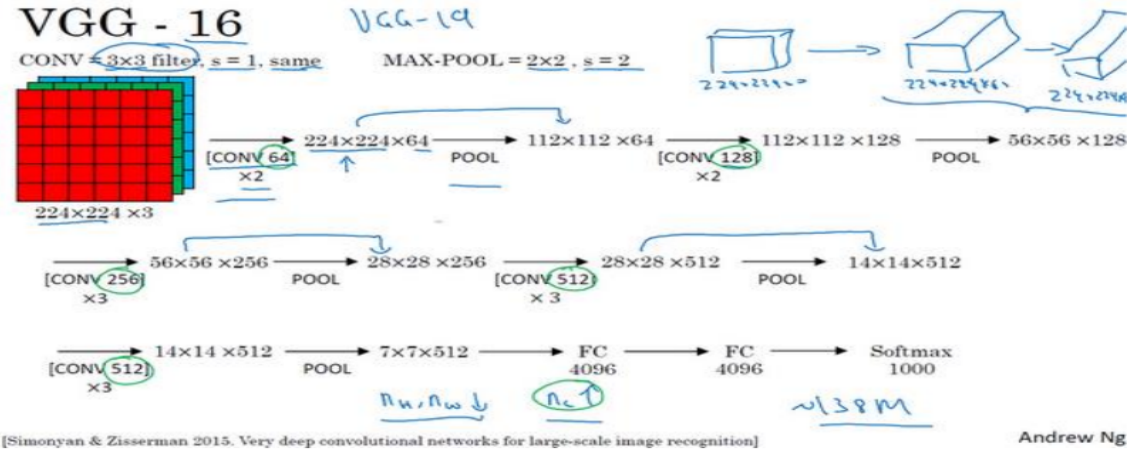 VGG - 16
VGG-19
CONV = 3×3 filter, s = 1, same
MAX-POOL = 2×2 , s = 2
224×224×64
224×224×3
[CONV 64]
×2
224×224×64
POOL
112×112 ×64
[CONV 128]
×2
112×112 ×128
POOL
56×56 ×128
[CONV 256]
×3
56×56 ×256
POOL
28×28 ×256
[CONV 512]
× 3
28×28 ×512
POOL
14×14×512
[CONV 512]
×3
14×14 ×512
POOL
7×7×512
FC
4096
FC
4096
Softmax
1000
nH, nW ↓
nC ↑
~138M
[Simonyan & Zisserman 2015. Very deep convolutional networks for large-scale image recognition]
Andrew Ng